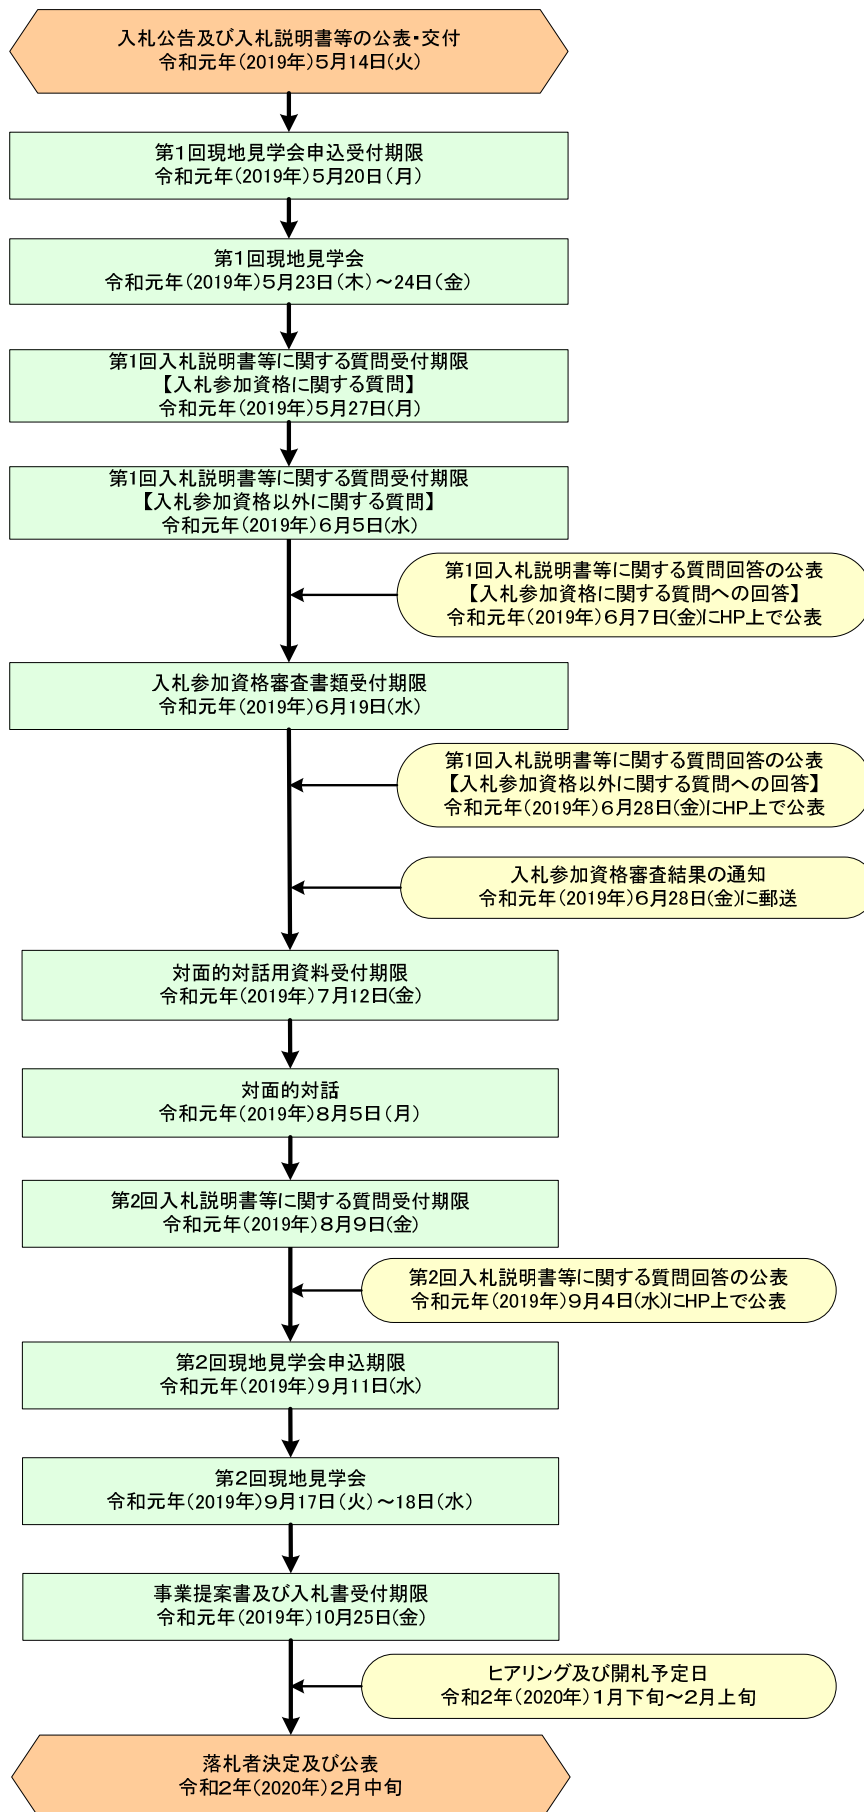 入札公告及び入札説明書等の公表・交付
令和元年(2019年)5月14日(火)
第1回現地見学会申込受付期限
令和元年(2019年)5月20日(月)
第1回現地見学会
令和元年(2019年)5月23日(木)～24日(金)
第1回入札説明書等に関する質問受付期限
【入札参加資格に関する質問】
令和元年(2019年)5月27日(月)
第1回入札説明書等に関する質問受付期限
【入札参加資格以外に関する質問】
令和元年(2019年)6月5日(水)
第1回入札説明書等に関する質問回答の公表
【入札参加資格に関する質問への回答】
令和元年(2019年)6月7日(金)にHP上で公表
入札参加資格審査書類受付期限
令和元年(2019年)6月19日(水)
第1回入札説明書等に関する質問回答の公表
【入札参加資格以外に関する質問への回答】
令和元年(2019年)6月28日(金)にHP上で公表
入札参加資格審査結果の通知
令和元年(2019年)6月28日(金)に郵送
対面的対話用資料受付期限
令和元年(2019年)7月12日(金)
対面的対話
令和元年(2019年)8月5日(月)
第2回入札説明書等に関する質問受付期限
令和元年(2019年)8月9日(金)
第2回入札説明書等に関する質問回答の公表
令和元年(2019年)9月4日(水)にHP上で公表
第2回現地見学会申込期限
令和元年(2019年)9月11日(水)
第2回現地見学会
令和元年(2019年)9月17日(火)～18日(水)
事業提案書及び入札書受付期限
令和元年(2019年)10月25日(金)
ヒアリング及び開札予定日
令和2年(2020年)1月下旬～2月上旬
落札者決定及び公表
令和2年(2020年)2月中旬